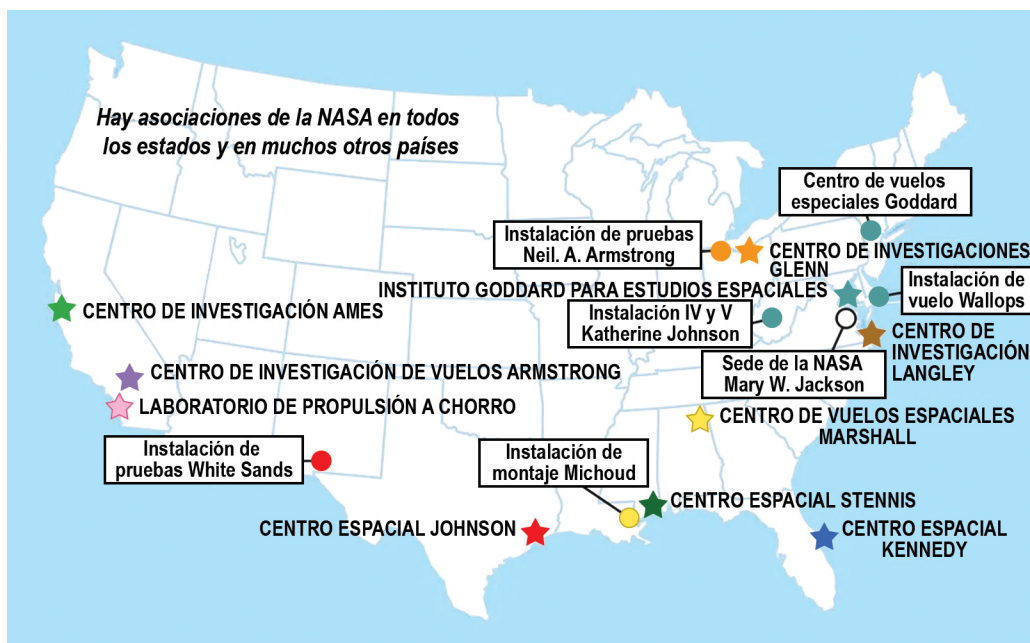 Hay asociaciones de la NASA en todos
los estados y en muchos otros países
Centro de vuelos
especiales Goddard
Instalación de pruebas
Neil. A. Armstrong
CENTRO DE INVESTIGACIONES
GLENN
INSTITUTO GODDARD PARA ESTUDIOS ESPACIALES
Instalación de
vuelo Wallops
CENTRO DE INVESTIGACIÓN AMES
Instalación IV y V
Katherine Johnson
CENTRO DE
INVESTIGACIÓN
LANGLEY
Sede de la NASA
Mary W. Jackson
CENTRO DE INVESTIGACIÓN DE VUELOS ARMSTRONG
LABORATORIO DE PROPULSIÓN A CHORRO
CENTRO DE VUELOS ESPACIALES
MARSHALL
Instalación de
pruebas White Sands
Instalación de
montaje Michoud
CENTRO ESPACIAL STENNIS
CENTRO ESPACIAL JOHNSON
CENTRO ESPACIAL
KENNEDY